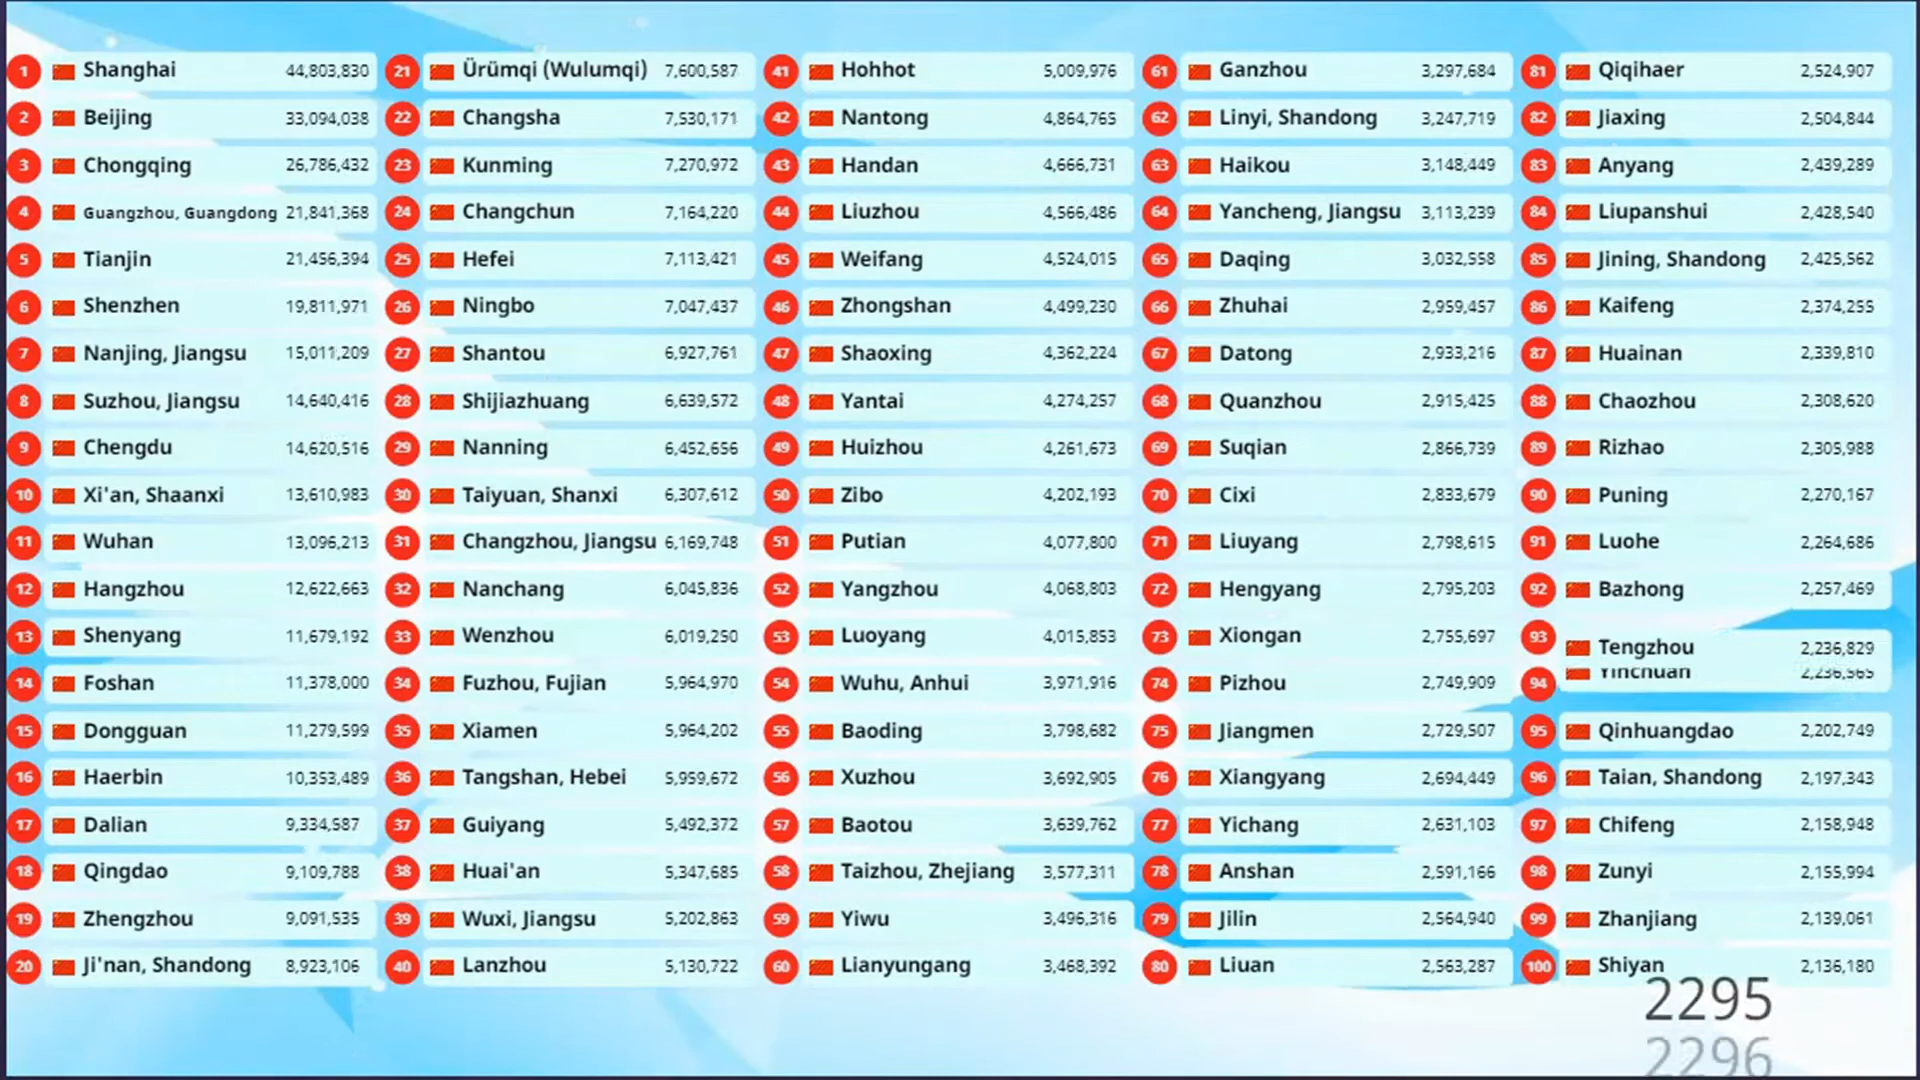 1 Shanghai 44,803,830
2 Beijing 33,094,038
3 Chongqing 26,786,432
4 Guangzhou, Guangdong 21,841,368
5 Tianjin 21,456,394
6 Shenzhen 19,811,971
7 Nanjing, Jiangsu 15,011,209
8 Suzhou, Jiangsu 14,640,416
9 Chengdu 14,620,516
10 Xi'an, Shaanxi 13,610,983
11 Wuhan 13,096,213
12 Hangzhou 12,622,663
13 Shenyang 11,679,192
14 Foshan 11,378,000
15 Dongguan 11,279,599
16 Haerbin 10,353,489
17 Dalian 9,334,587
18 Qingdao 9,109,788
19 Zhengzhou 9,091,535
20 Ji'nan, Shandong 8,923,106
21 Ürümqi (Wulumqi) 7,600,587
22 Changsha 7,530,171
23 Kunming 7,270,972
24 Changchun 7,164,220
25 Hefei 7,113,421
26 Ningbo 7,047,437
27 Shantou 6,927,761
28 Shijiazhuang 6,639,572
29 Nanning 6,452,656
30 Taiyuan, Shanxi 6,307,612
31 Changzhou, Jiangsu 6,169,748
32 Nanchang 6,045,836
33 Wenzhou 6,019,250
34 Fuzhou, Fujian 5,964,970
35 Xiamen 5,964,202
36 Tangshan, Hebei 5,959,672
37 Guiyang 5,492,372
38 Huai'an 5,347,685
39 Wuxi, Jiangsu 5,202,863
40 Lanzhou 5,130,722
41 Hohhot 5,009,976
42 Nantong 4,864,765
43 Handan 4,666,731
44 Liuzhou 4,566,486
45 Weifang 4,524,015
46 Zhongshan 4,499,230
47 Shaoxing 4,362,224
48 Yantai 4,274,257
49 Huizhou 4,261,673
50 Zibo 4,202,193
51 Putian 4,077,800
52 Yangzhou 4,068,803
53 Luoyang 4,015,853
54 Wuhu, Anhui 3,971,916
55 Baoding 3,798,682
56 Xuzhou 3,692,905
57 Baotou 3,639,762
58 Taizhou, Zhejiang 3,577,311
59 Yiwu 3,496,316
60 Lianyungang 3,468,392
61 Ganzhou 3,297,684
62 Linyi, Shandong 3,247,719
63 Haikou 3,148,449
64 Yancheng, Jiangsu 3,113,239
65 Daqing 3,032,558
66 Zhuhai 2,959,457
67 Datong 2,933,216
68 Quanzhou 2,915,425
69 Suqian 2,866,739
70 Cixi 2,833,679
71 Liuyang 2,798,615
72 Hengyang 2,795,203
73 Xiongan 2,755,697
74 Pizhou 2,749,909
75 Jiangmen 2,729,507
76 Xiangyang 2,694,449
77 Yichang 2,631,103
78 Anshan 2,591,166
79 Jilin 2,564,940
80 Liuan 2,563,287
81 Qiqihaer 2,524,907
82 Jiaxing 2,504,844
83 Anyang 2,439,289
84 Liupanshui 2,428,540
85 Jining, Shandong 2,425,562
86 Kaifeng 2,374,255
87 Huainan 2,339,810
88 Chaozhou 2,308,620
89 Rizhao 2,305,988
90 Puning 2,270,167
91 Luohe 2,264,686
92 Bazhong 2,257,469
93 Tengzhou 2,236,829
94 Yinchuan 2,236,565
95 Qinhuangdao 2,202,749
96 Taian, Shandong 2,197,343
97 Chifeng 2,158,948
98 Zunyi 2,155,994
99 Zhanjiang 2,139,061
100 Shiyan 2,136,180
2295
2296